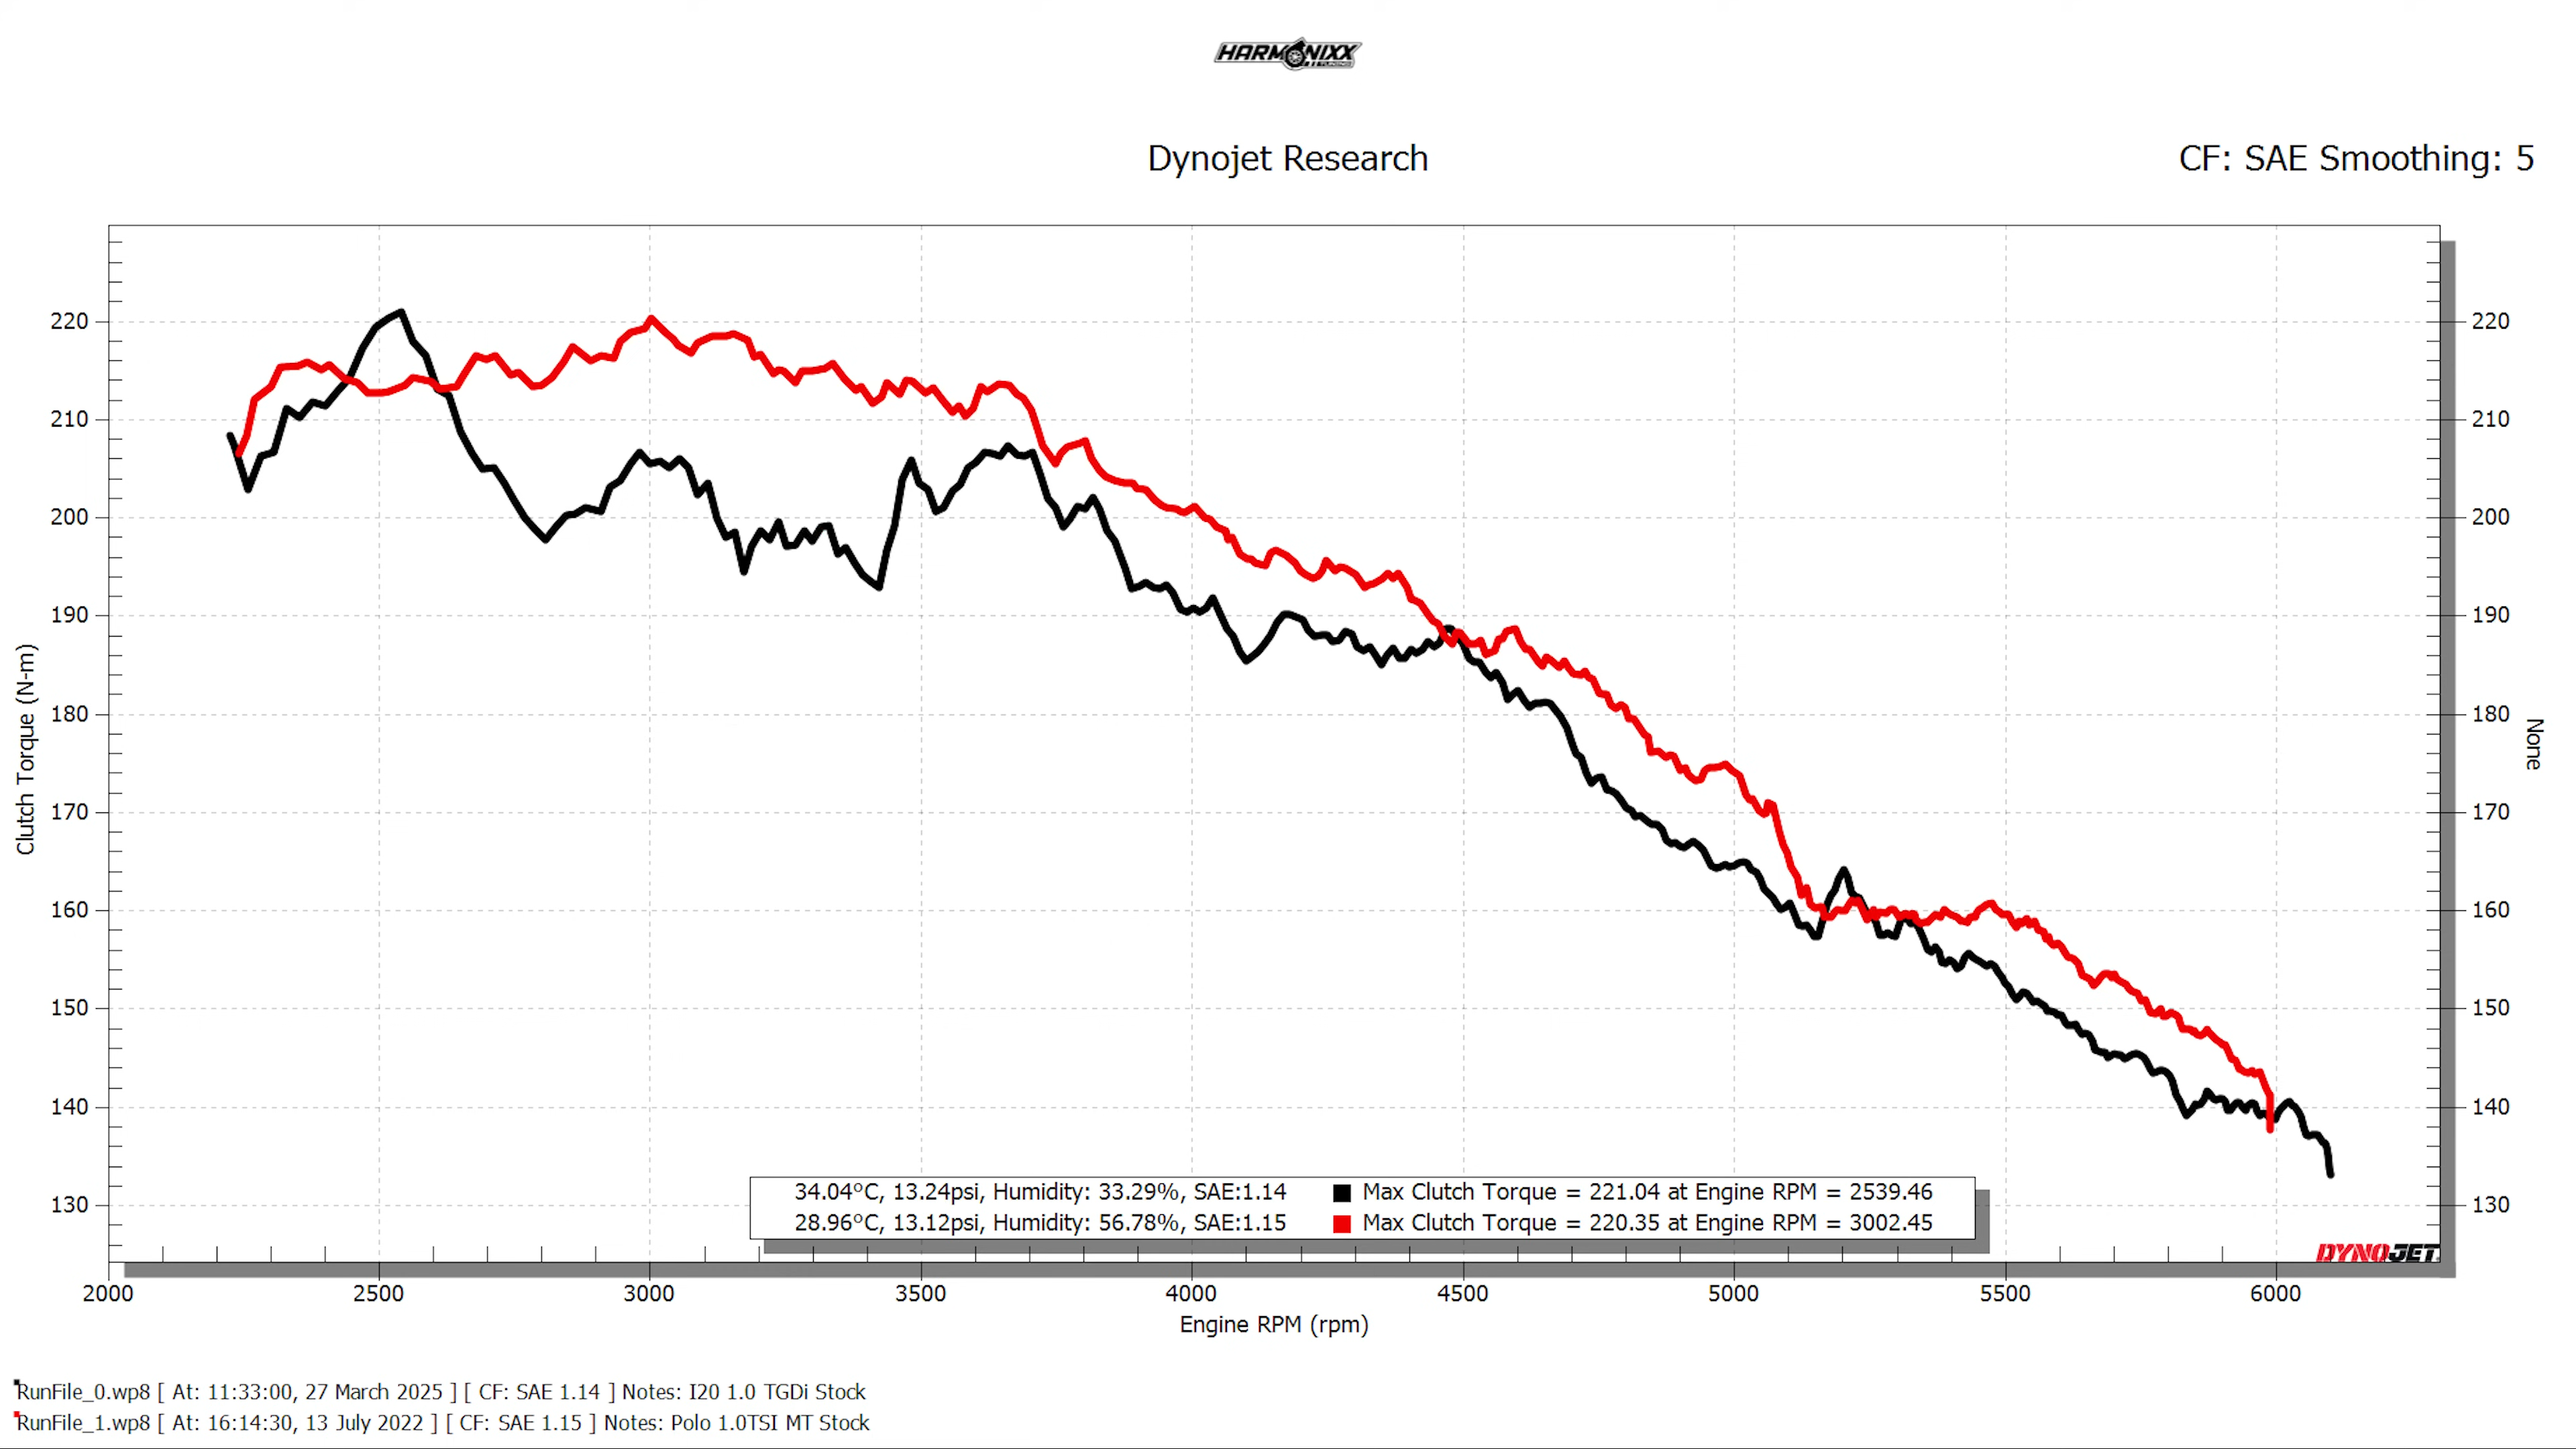 HARMONIXX
Dynojet Research
CF: SAE Smoothing: 5
220
210
200
190
180
170
160
150
140
130
Clutch Torque (N-m)
220
210
200
190
180
170
160
150
140
130
None
34.04°C, 13.24psi, Humidity: 33.29%, SAE:1.14 Max Clutch Torque = 221.04 at Engine RPM = 2539.46
28.96°C, 13.12psi, Humidity: 56.78%, SAE:1.15 Max Clutch Torque = 220.35 at Engine RPM = 3002.45
DYNOJET
2000 2500 3000 3500 4000 4500 5000 5500 6000
Engine RPM (rpm)
RunFile_0.wp8 [ At: 11:33:00, 27 March 2025 ] [ CF: SAE 1.14 ] Notes: I20 1.0 TGDi Stock
RunFile_1.wp8 [ At: 16:14:30, 13 July 2022 ] [ CF: SAE 1.15 ] Notes: Polo 1.0TSI MT Stock